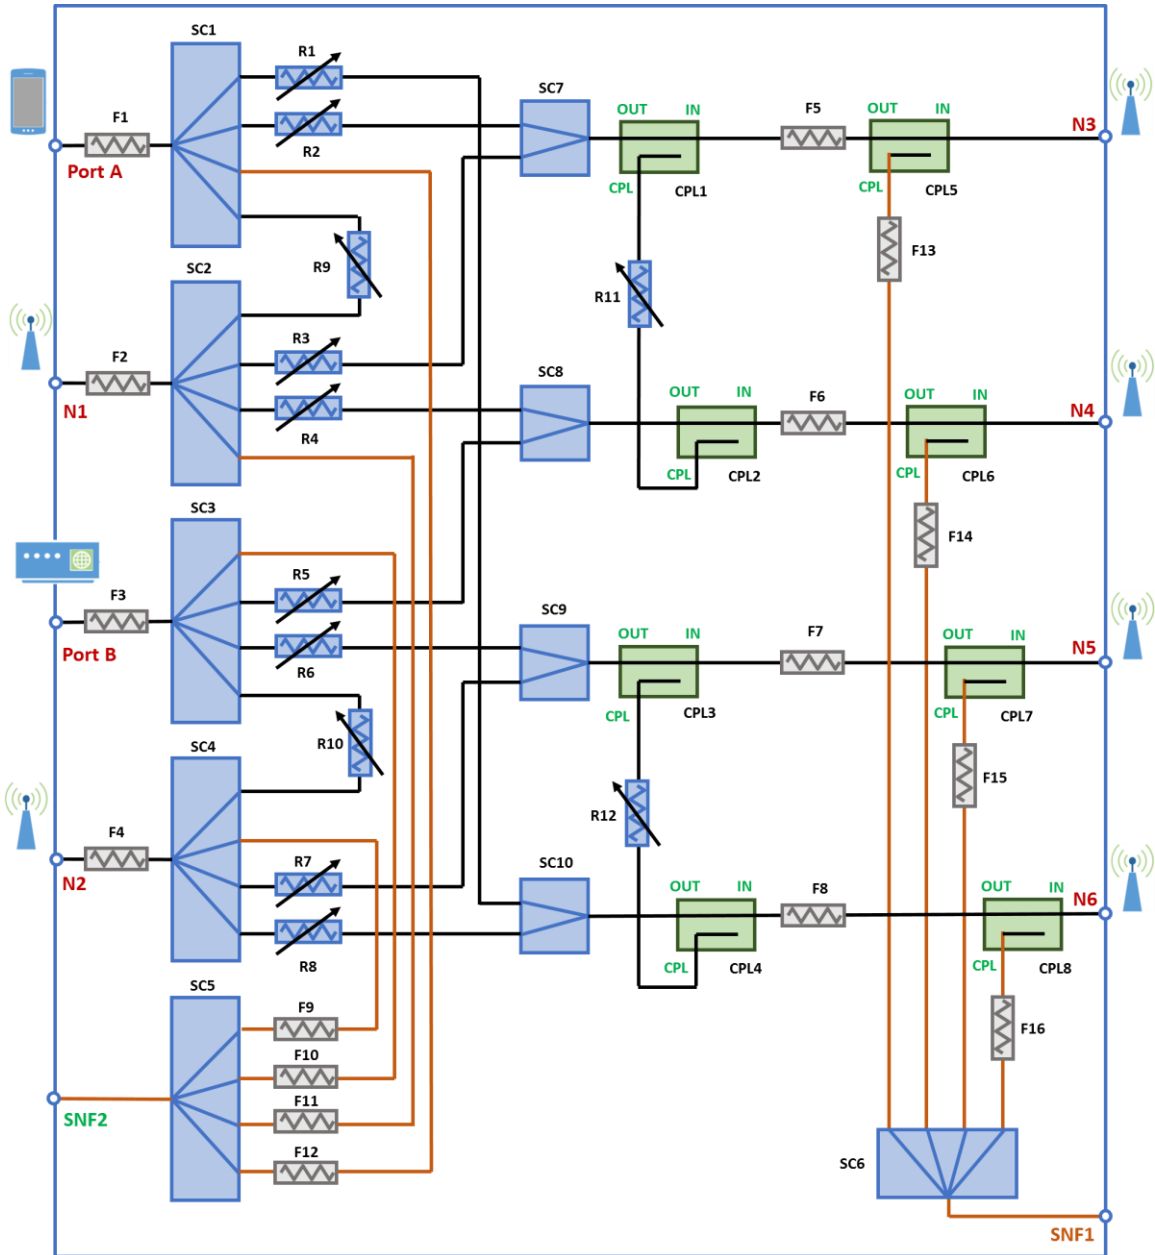 SC1
R1
SC7
F1
R2
OUT IN
F5
OUT IN
N3
Port A
CPL
CPL1
CPL
CPL5
SC2
R9
F13
R11
F2
R3
SC8
OUT IN
F6
OUT IN
N4
N1
R4
CPL
CPL2
CPL
CPL6
SC3
F14
F3
R5
SC9
OUT IN
F7
OUT IN
N5
Port B
R6
CPL
CPL3
CPL
CPL7
R10
SC4
F15
R12
F4
R7
SC10
OUT IN
F8
OUT IN
N6
N2
R8
CPL
CPL4
CPL
CPL8
SC5
F9
F16
F10
F11
SNF2
F12
SC6
SNF1